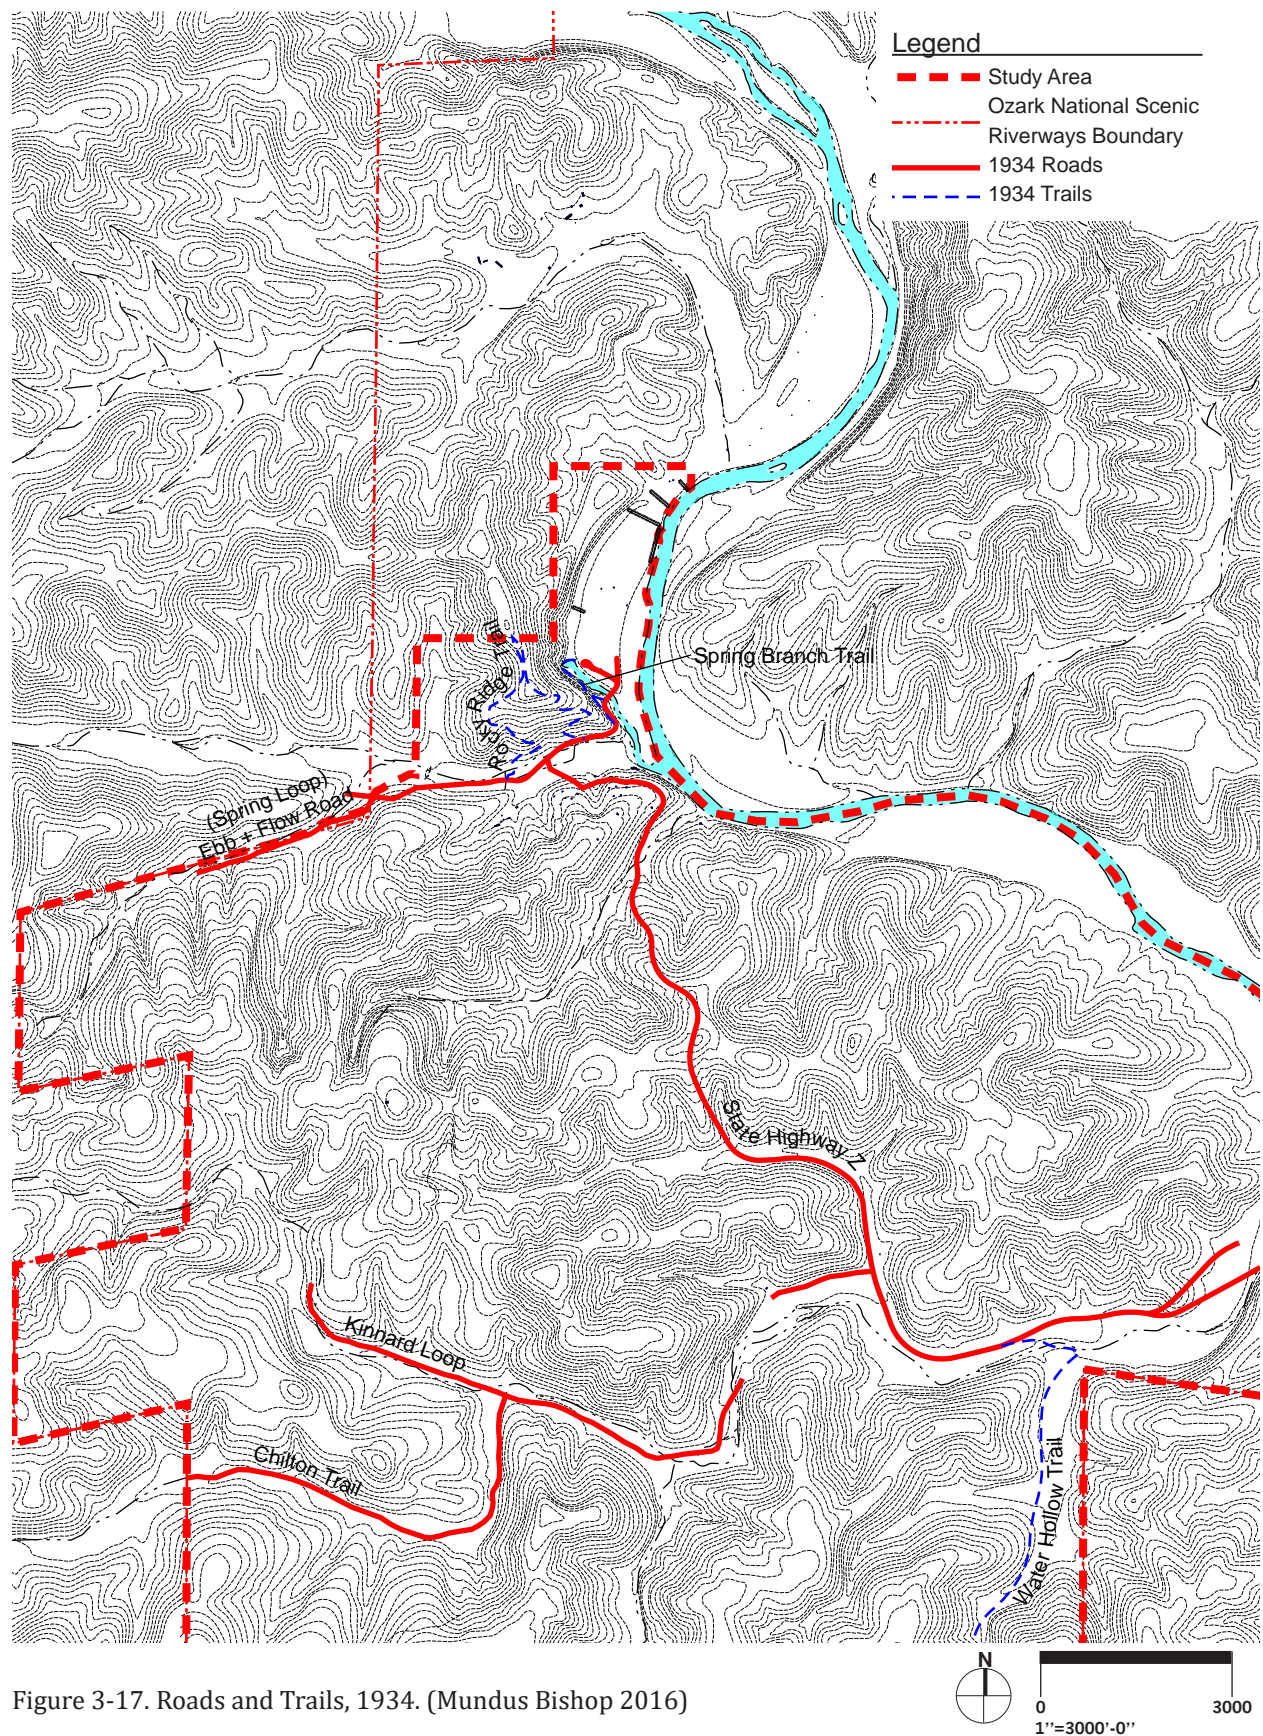 Legend
Study Area
Ozark National Scenic
Riverways Boundary
1934 Roads
1934 Trails
Rocky Ridge Trail
Spring Branch Trail
(Spring Loop)
Ebb + Flow Road
State Highway Z
Kinnard Loop
Chilton Trail
Water Hollow Trail
N
0 3000
1''=3000'-0''
Figure 3-17. Roads and Trails, 1934. (Mundus Bishop 2016)